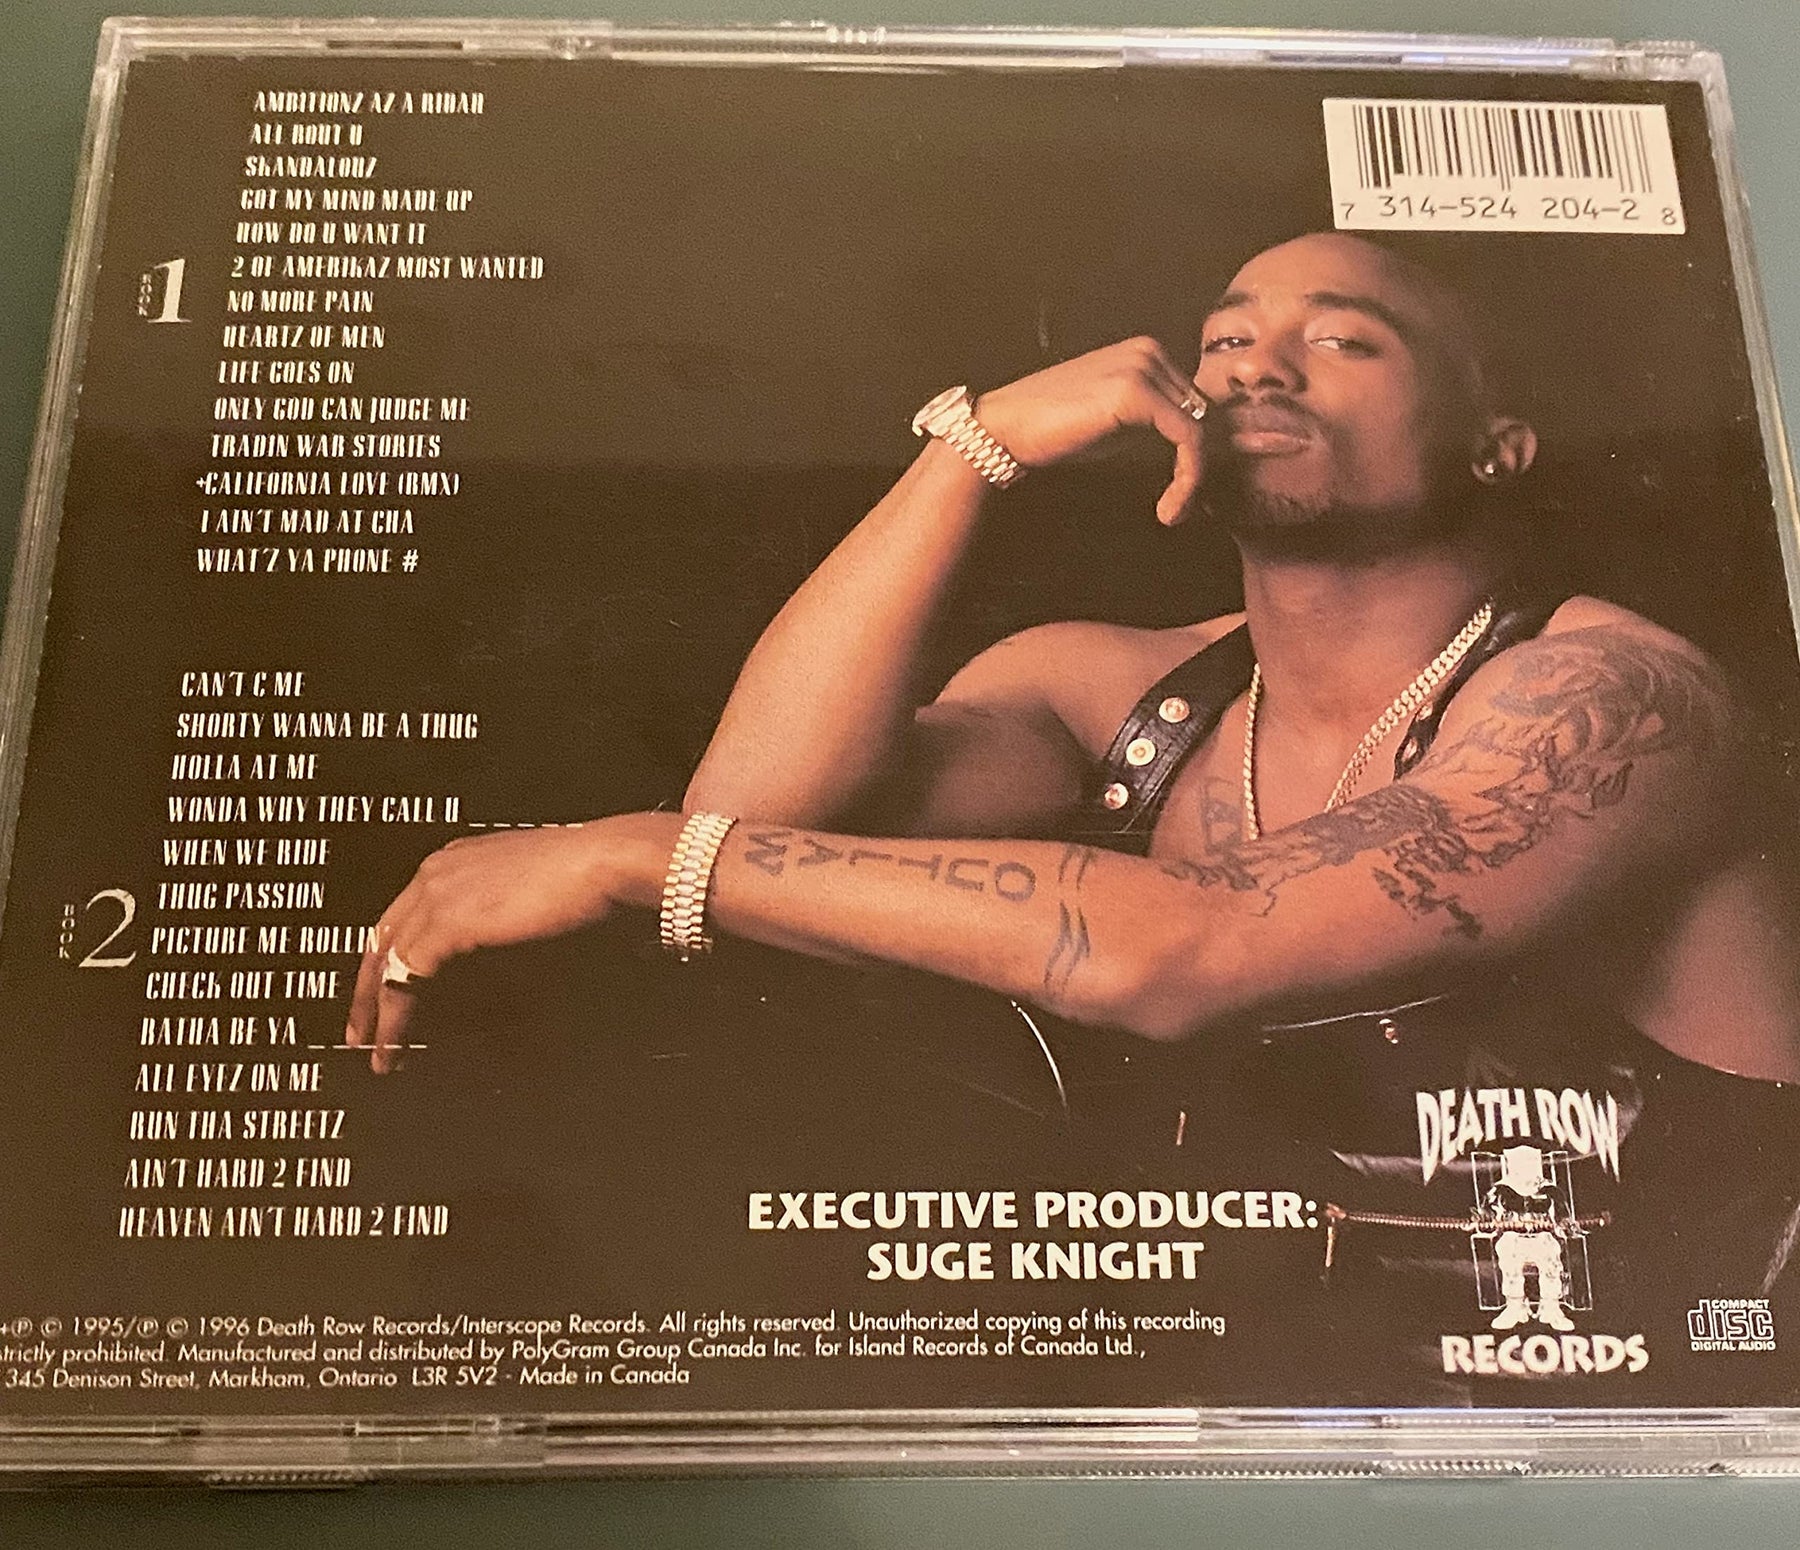 AMBITIONZ AZ A RIDAH
ALL BOUT U
SKANDALOUZ
GOT MY MIND MADE UP
HOW DO U WANT IT
2 OF AMERIKAZ MOST WANTED
NO MORE PAIN
HEARTZ OF MEN
LIFE GOES ON
ONLY GOD CAN JUDGE ME
TRADIN WAR STORIES
+CALIFORNIA LOVE (RMX)
I AIN'T MAD AT CHA
WHAT'Z YA PHONE #
BOOK 1
CAN'T C ME
SHORTY WANNA BE A THUG
HOLLA AT ME
WONDA WHY THEY CALL U _ _ _ _ _
WHEN WE RIDE
THUG PASSION
PICTURE ME ROLLIN'
CHECK OUT TIME
RATHA BE YA _ _ _ _ _
ALL EYEZ ON ME
RUN THA STREETZ
AIN'T HARD 2 FIND
HEAVEN AIN'T HARD 2 FIND
BOOK 2
7 314-524 204-2 8
OUTLAW
EXECUTIVE PRODUCER:
SUGE KNIGHT
DEATH ROW
RECORDS
COMPACT
disc
DIGITAL AUDIO
+℗ © 1995/℗ © 1996 Death Row Records/Interscope Records. All rights reserved. Unauthorized copying of this recording
strictly prohibited. Manufactured and distributed by PolyGram Group Canada Inc. for Island Records of Canada Ltd.,
1345 Denison Street, Markham, Ontario L3R 5V2 - Made in Canada